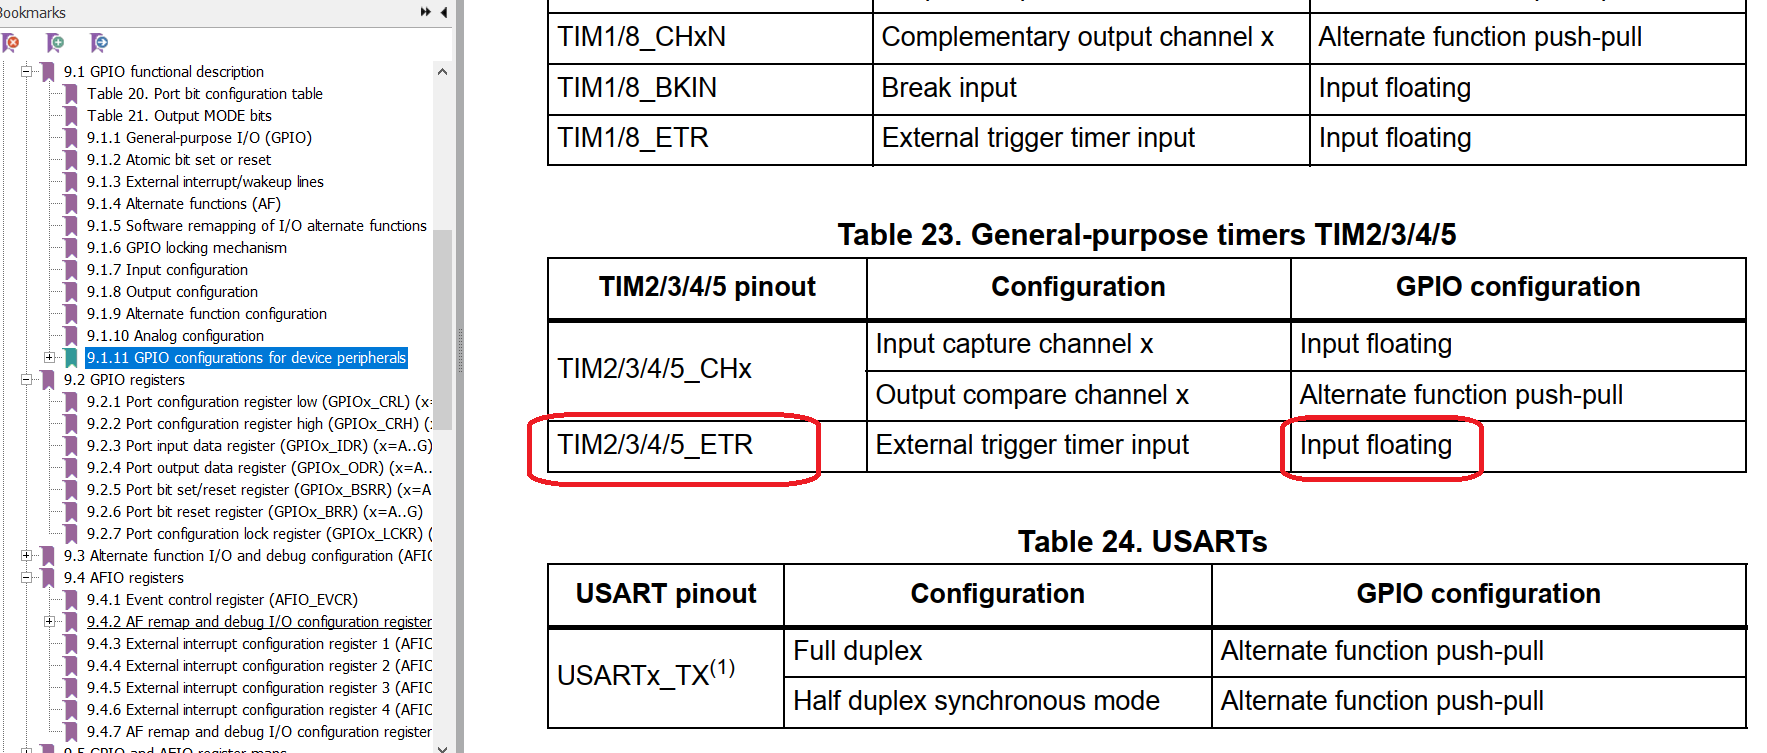 Bookmarks
9.1 GPIO functional description
Table 20. Port bit configuration table
Table 21. Output MODE bits
9.1.1 General-purpose I/O (GPIO)
9.1.2 Atomic bit set or reset
9.1.3 External interrupt/wakeup lines
9.1.4 Alternate functions (AF)
9.1.5 Software remapping of I/O alternate functions
9.1.6 GPIO locking mechanism
9.1.7 Input configuration
9.1.8 Output configuration
9.1.9 Alternate function configuration
9.1.10 Analog configuration
9.1.11 GPIO configurations for device peripherals
9.2 GPIO registers
9.2.1 Port configuration register low (GPIOx_CRL) (x=
9.2.2 Port configuration register high (GPIOx_CRH) (
9.2.3 Port input data register (GPIOx_IDR) (x=A..G)
9.2.4 Port output data register (GPIOx_ODR) (x=A..
9.2.5 Port bit set/reset register (GPIOx_BSRR) (x=A
9.2.6 Port bit reset register (GPIOx_BRR) (x=A..G)
9.2.7 Port configuration lock register (GPIOx_LCKR) (
9.3 Alternate function I/O and debug configuration (AFIO
9.4 AFIO registers
9.4.1 Event control register (AFIO_EVCR)
9.4.2 AF remap and debug I/O configuration register
9.4.3 External interrupt configuration register 1 (AFIO
9.4.4 External interrupt configuration register 2 (AFIO
9.4.5 External interrupt configuration register 3 (AFIO
9.4.6 External interrupt configuration register 4 (AFIO
9.4.7 AF remap and debug I/O configuration register
9.5 GPIO and AFIO register maps
TIM1/8_CHxN Complementary output channel x Alternate function push-pull
TIM1/8_BKIN Break input Input floating
TIM1/8_ETR External trigger timer input Input floating
Table 23. General-purpose timers TIM2/3/4/5
TIM2/3/4/5 pinout Configuration GPIO configuration
TIM2/3/4/5_CHx Input capture channel x Input floating
Output compare channel x Alternate function push-pull
TIM2/3/4/5_ETR External trigger timer input Input floating
Table 24. USARTs
USART pinout Configuration GPIO configuration
USARTx_TX(1) Full duplex Alternate function push-pull
Half duplex synchronous mode Alternate function push-pull